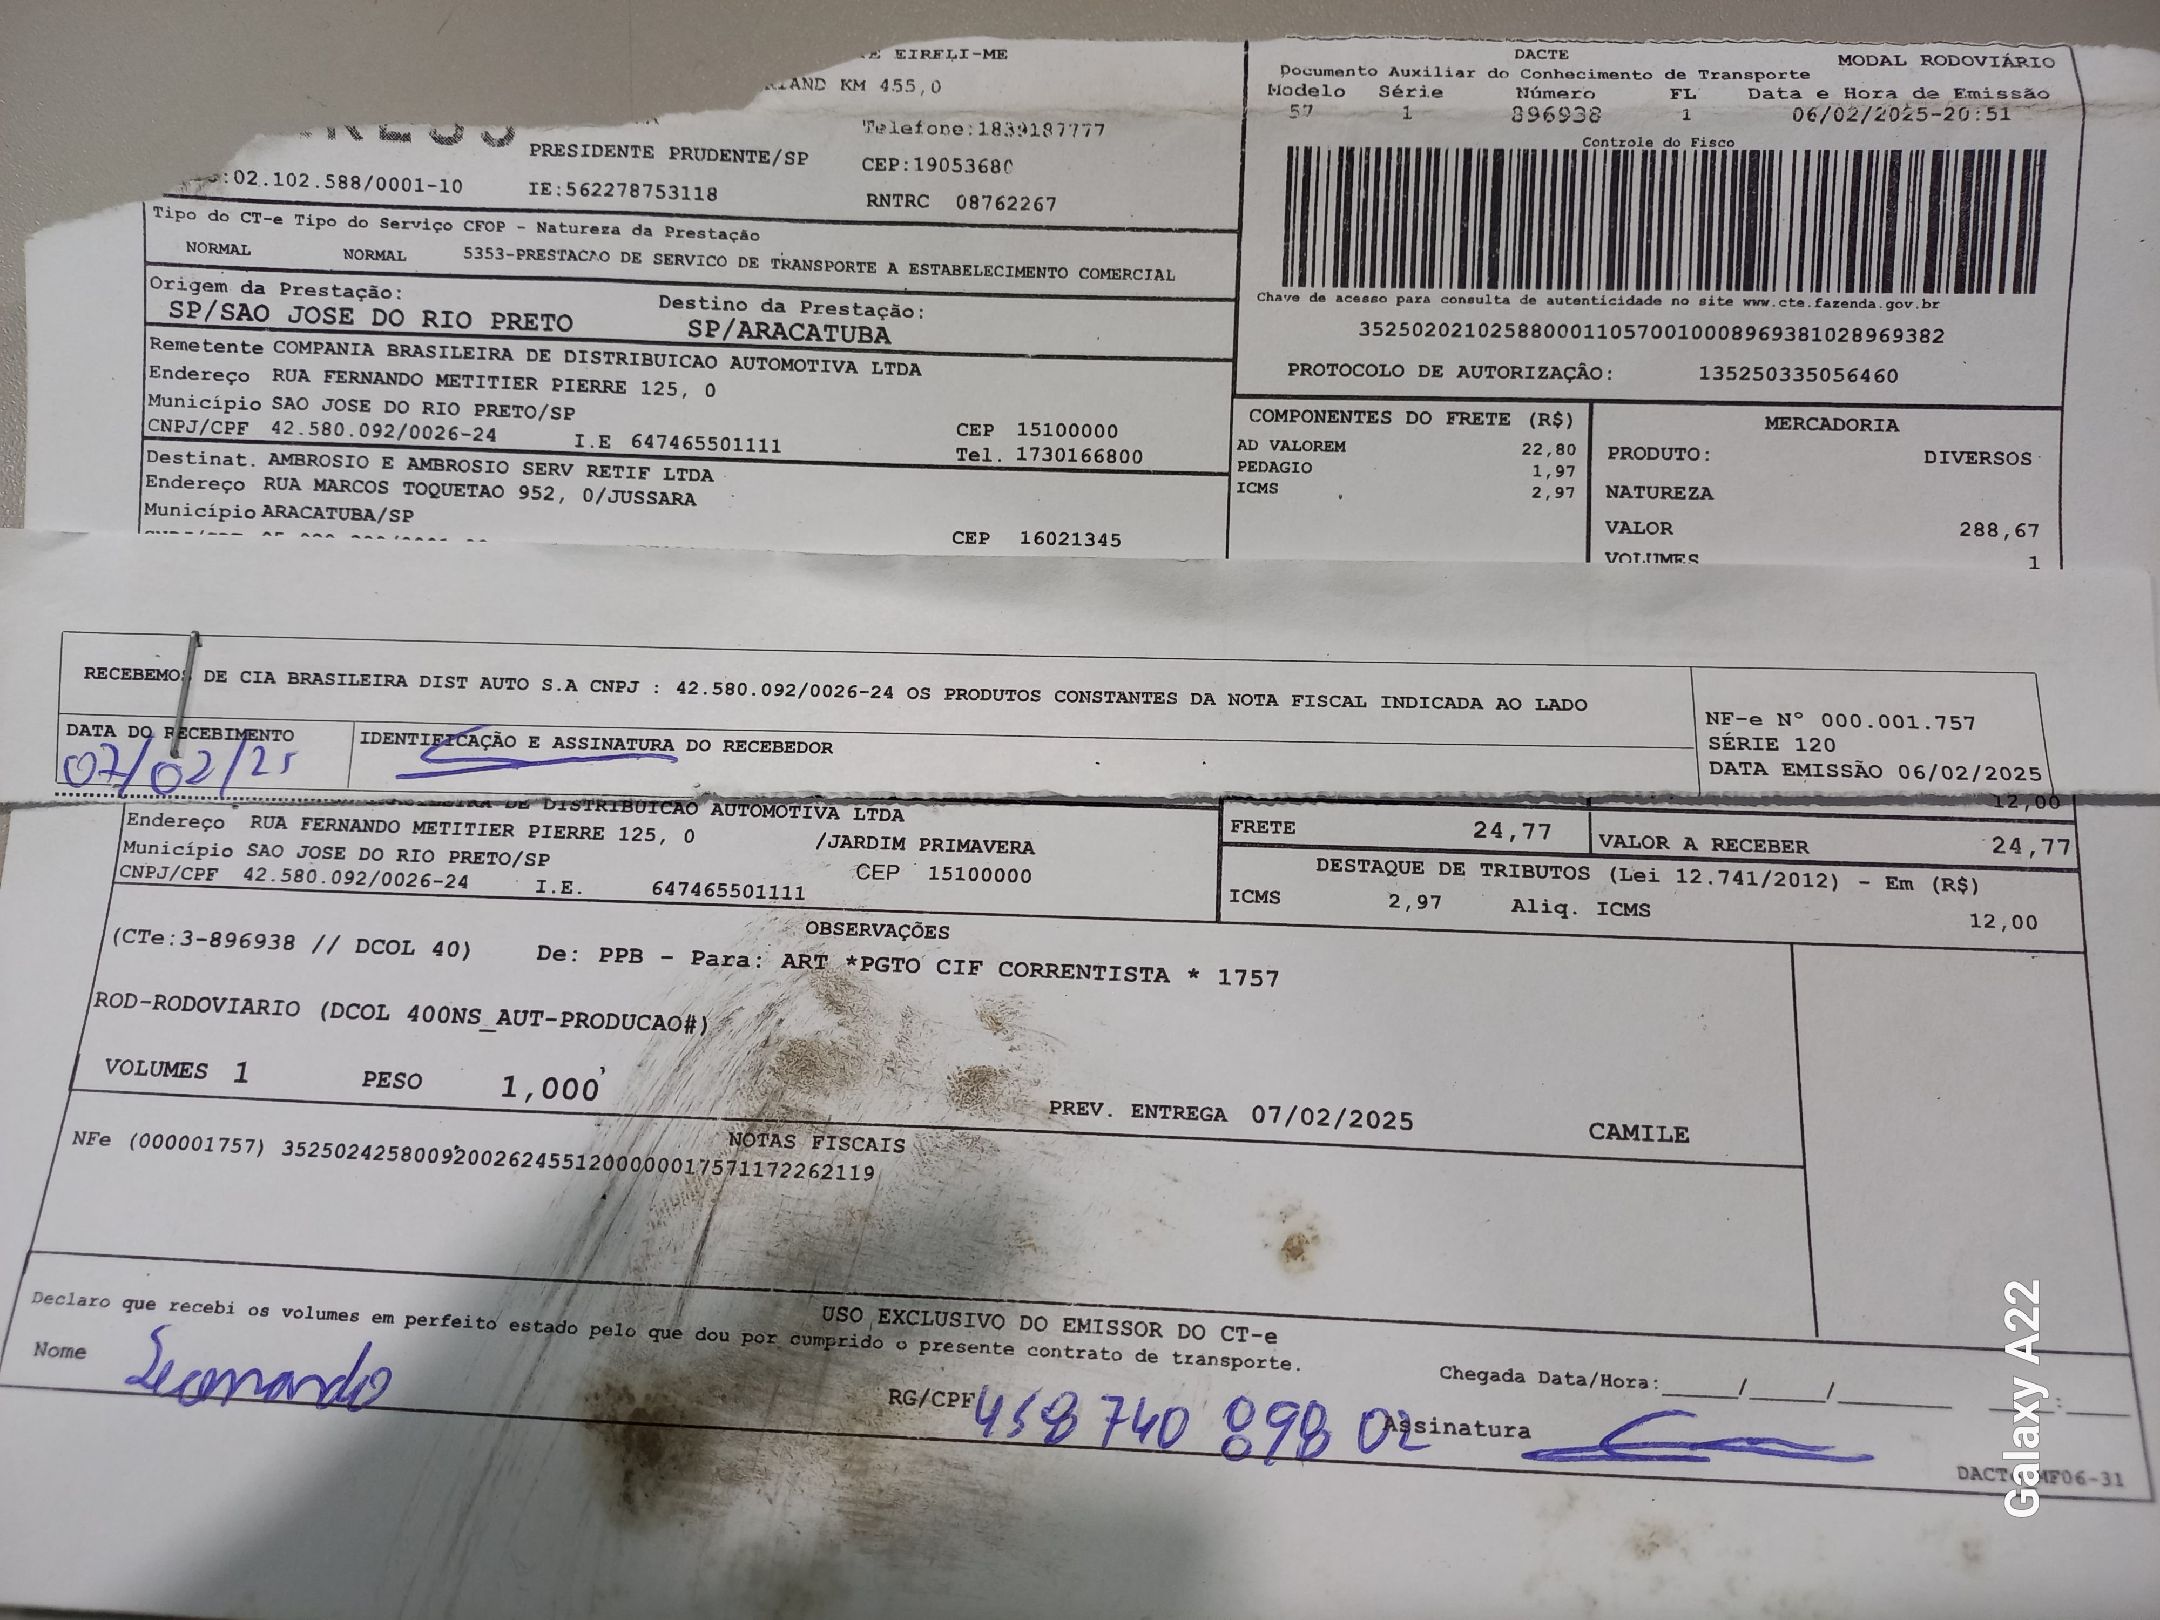 EIRELI-ME
KM 455,0
Telefone:1839187777
PRESIDENTE PRUDENTE/SP
CEP:19053680
:02.102.588/0001-10
IE:562278753118
RNTRC 08762267
Tipo do CT-e Tipo do Serviço CFOP - Natureza da Prestação
NORMAL NORMAL 5353-PRESTACAO DE SERVICO DE TRANSPORTE A ESTABELECIMENTO COMERCIAL
Origem da Prestação:
SP/SAO JOSE DO RIO PRETO
Destino da Prestação:
SP/ARACATUBA
Remetente COMPANIA BRASILEIRA DE DISTRIBUICAO AUTOMOTIVA LTDA
Endereço RUA FERNANDO METITIER PIERRE 125, 0
Município SAO JOSE DO RIO PRETO/SP
CEP 15100000
CNPJ/CPF 42.580.092/0026-24 I.E 647465501111
Tel. 1730166800
Destinat. AMBROSIO E AMBROSIO SERV RETIF LTDA
Endereço RUA MARCOS TOQUETAO 952, 0/JUSSARA
Município ARACATUBA/SP
CEP 16021345
DACTE
MODAL RODOVIÁRIO
Documento Auxiliar do Conhecimento de Transporte
Modelo Série Número FL Data e Hora de Emissão
57 1 896938 1 06/02/2025-20:51
Controle do Fisco
Chave de acesso para consulta de autenticidade no site www.cte.fazenda.gov.br
35250202102588000110570010008969381028969382
PROTOCOLO DE AUTORIZAÇÂO: 135250335056460
COMPONENTES DO FRETE (R$)
AD VALOREM 22,80
PEDAGIO 1,97
ICMS 2,97
MERCADORIA
PRODUTO: DIVERSOS
NATUREZA
VALOR 288,67
VOLUMES 1
RECEBEMOS DE CIA BRASILEIRA DIST AUTO S.A CNPJ : 42.580.092/0026-24 OS PRODUTOS CONSTANTES DA NOTA FISCAL INDICADA AO LADO
DATA DO RECEBIMENTO
07/02/25
IDENTIFICAÇÃO E ASSINATURA DO RECEBEDOR
NF-e Nº 000.001.757
SÉRIE 120
DATA EMISSÃO 06/02/2025
12,00
DE DISTRIBUICAO AUTOMOTIVA LTDA
Endereço RUA FERNANDO METITIER PIERRE 125, 0 /JARDIM PRIMAVERA
Município SAO JOSE DO RIO PRETO/SP
CEP 15100000
CNPJ/CPF 42.580.092/0026-24 I.E. 647465501111
FRETE 24,77
VALOR A RECEBER 24,77
DESTAQUE DE TRIBUTOS (Lei 12.741/2012) - Em (R$)
ICMS 2,97 Aliq. ICMS 12,00
OBSERVAÇÕES
(CTe:3-896938 // DCOL 40) De: PPB - Para: ART *PGTO CIF CORRENTISTA * 1757
ROD-RODOVIARIO (DCOL 400NS_AUT-PRODUCAO#)
VOLUMES 1 PESO 1,000
PREV. ENTREGA 07/02/2025 CAMILE
NOTAS FISCAIS
NFe (000001757) 35250242580092002624551200000017571172262119
USO EXCLUSIVO DO EMISSOR DO CT-e
Declaro que recebi os volumes em perfeito estado pelo que dou por cumprido o presente contrato de transporte.
Nome Leonardo
RG/CPF 458 740 898 02
Chegada Data/Hora:_____/_____/________ ___:___
Assinatura
MF06-31
Galaxy A22